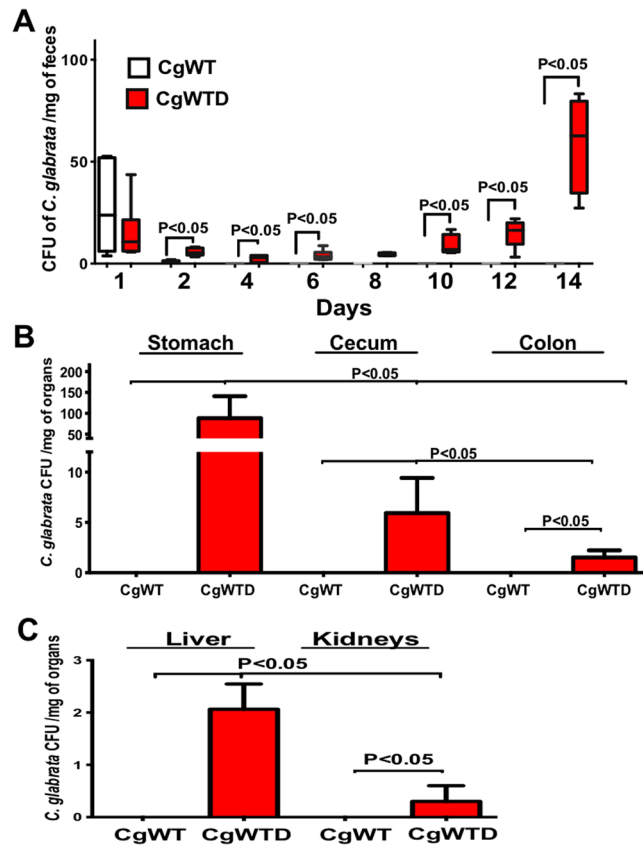 A
CFU of C. glabrata /mg of feces
100
50
0
CgWT
CgWTD
P<0.05
P<0.05
P<0.05
P<0.05
P<0.05
P<0.05
1 2 4 6 8 10 12 14
Days
B
Stomach Cecum Colon
C. glabrata CFU /mg of organs
200
150
100
50
10
5
0
P<0.05
P<0.05
P<0.05
CgWT CgWTD CgWT CgWTD CgWT CgWTD
C
Liver Kidneys
C. glabrata CFU /mg of organs
3
2
1
0
P<0.05
P<0.05
CgWT CgWTD CgWT CgWTD